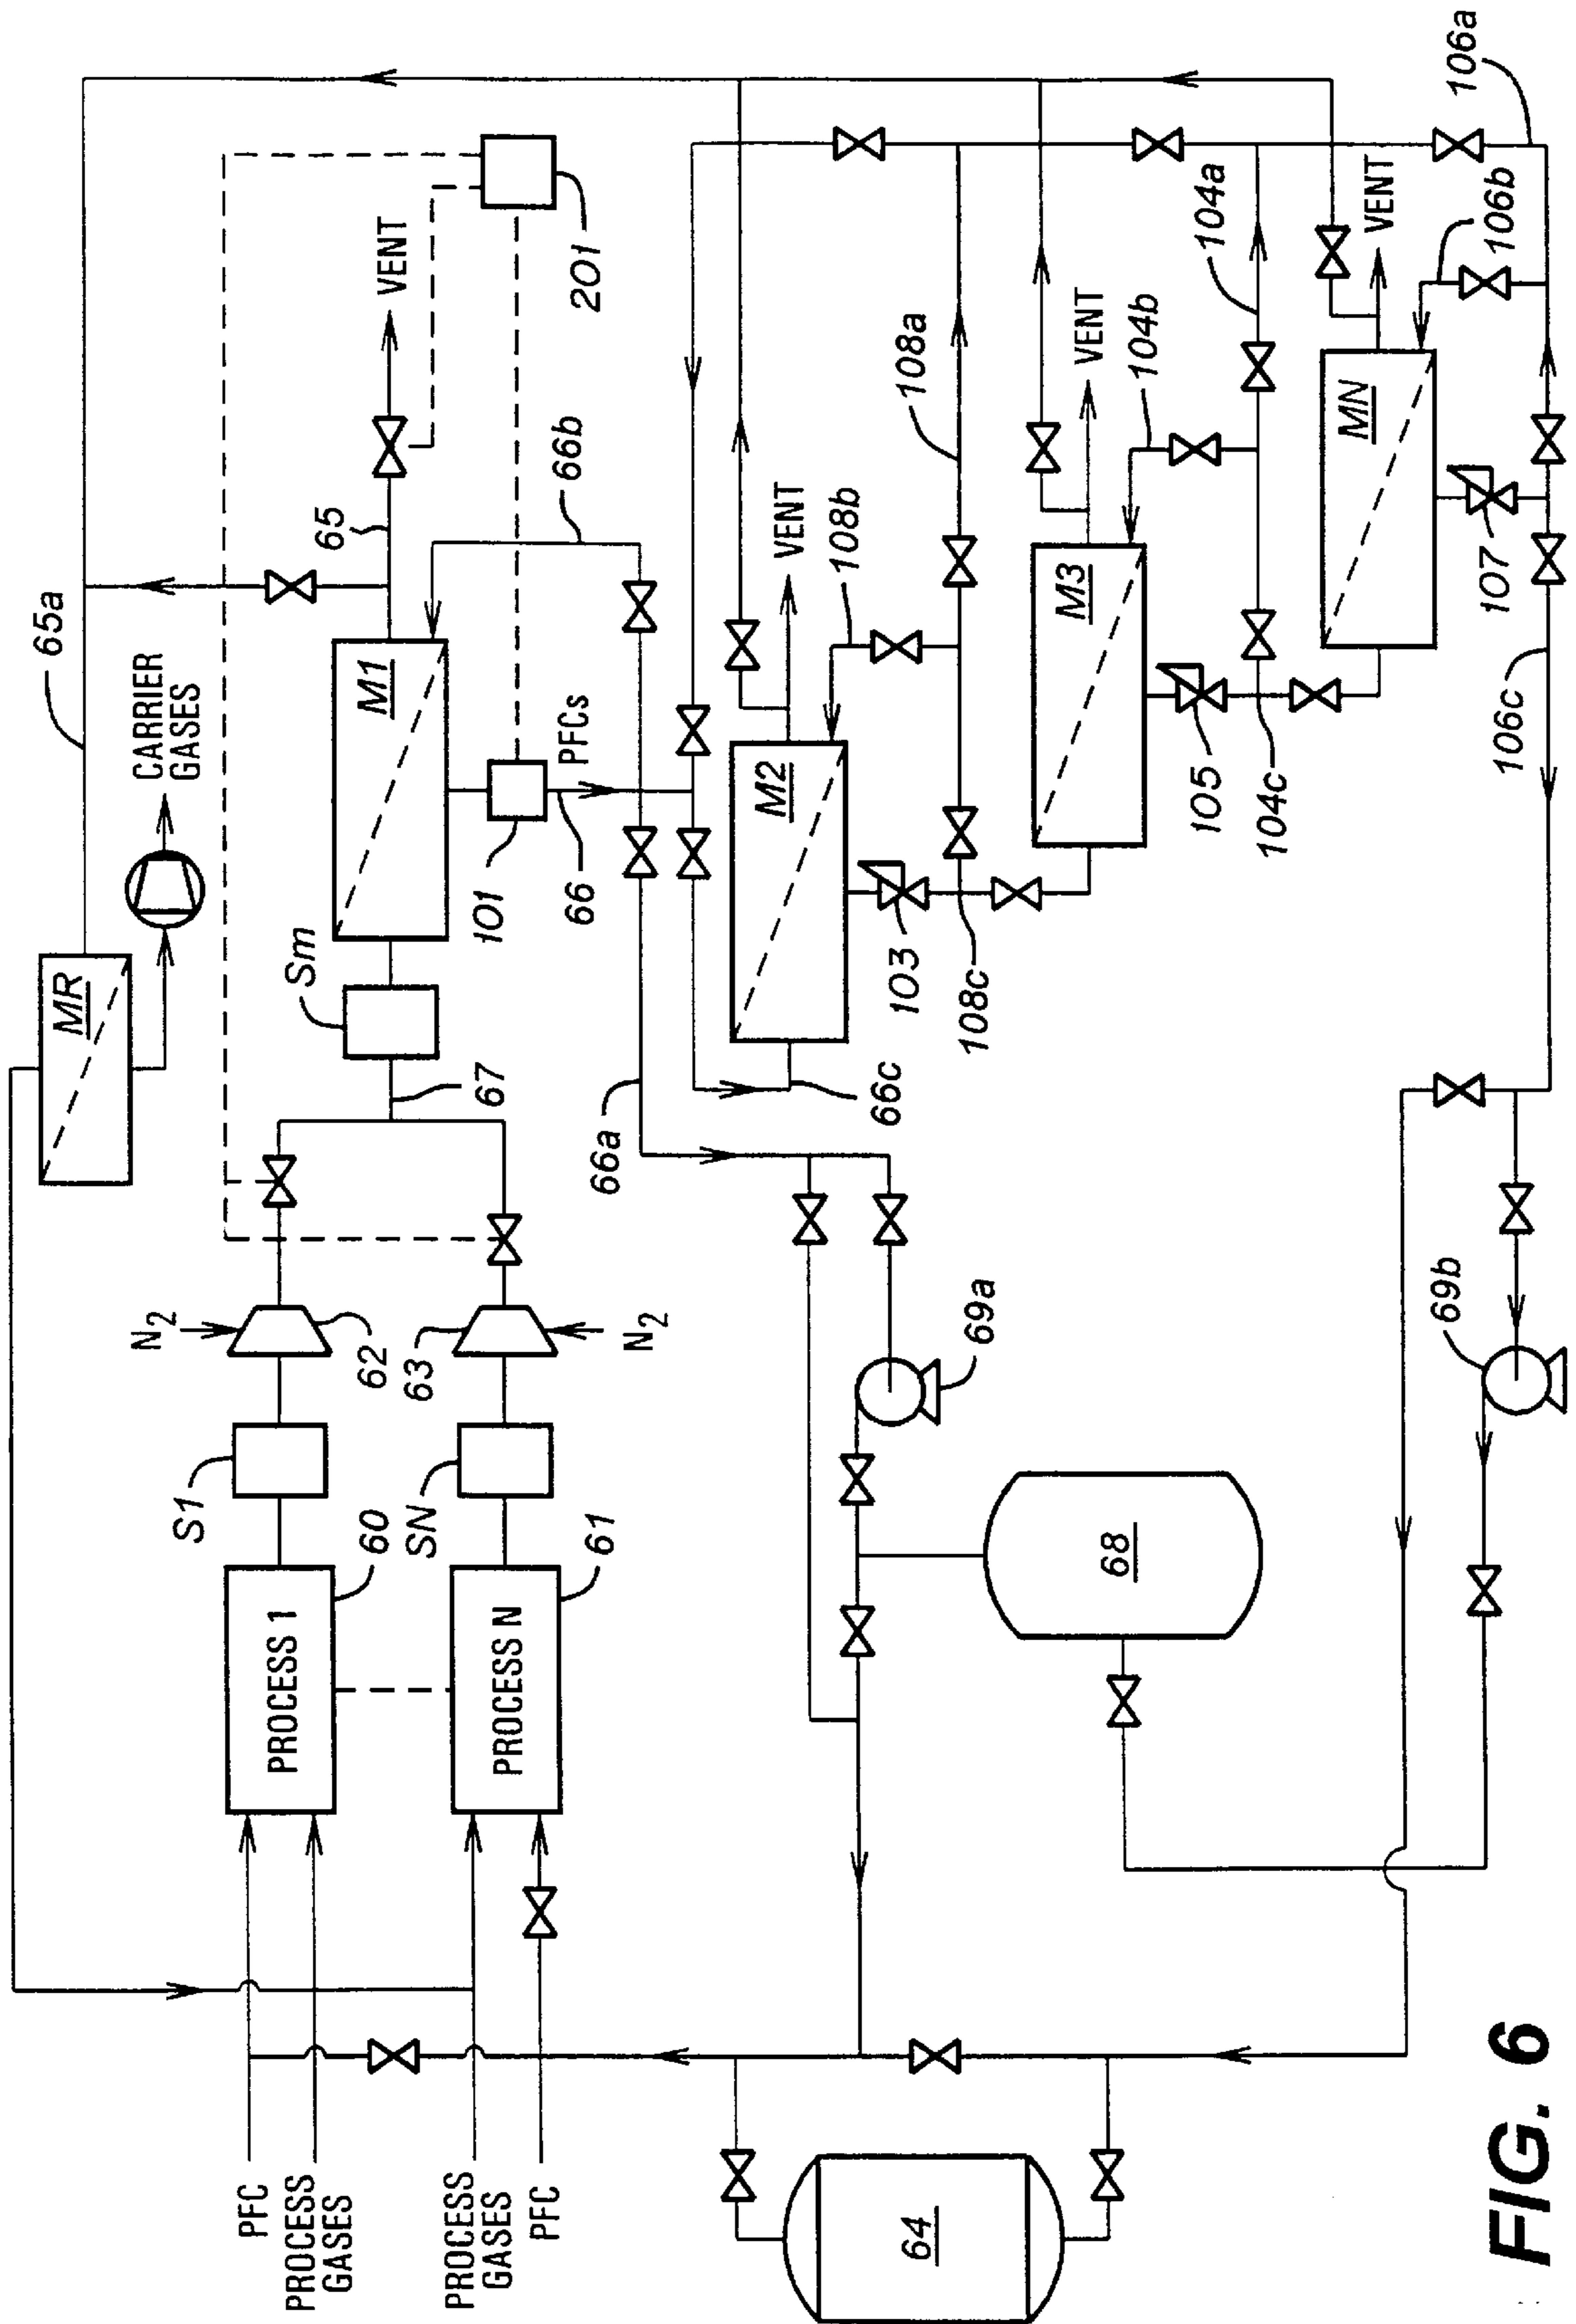 MR
65a
CARRIER
GASES
65
VENT
201
M1
Sm
67
101
66
PFCs
66b
N₂
62
63
N₂
S1
SN
60
61
PROCESS 1
PROCESS N
PFC
PROCESS
GASES
PROCESS
GASES
PFC
66a
66c
M2
VENT
108b
108a
103
108c
M3
VENT
104b
104a
105
104c
MN
VENT
106b
106a
107
106c
69a
69b
68
64
FIG. 6